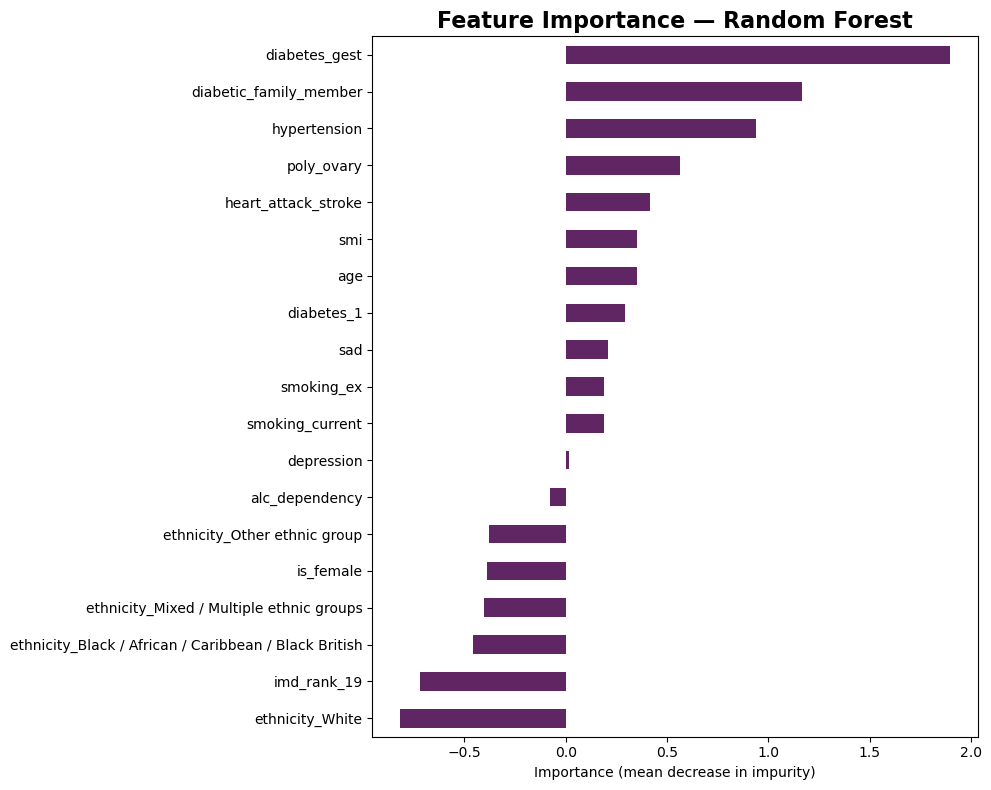 Feature Importance — Random Forest
diabetes_gest
diabetic_family_member
hypertension
poly_ovary
heart_attack_stroke
smi
age
diabetes_1
sad
smoking_ex
smoking_current
depression
alc_dependency
ethnicity_Other ethnic group
is_female
ethnicity_Mixed / Multiple ethnic groups
ethnicity_Black / African / Caribbean / Black British
imd_rank_19
ethnicity_White
−0.5 0.0 0.5 1.0 1.5 2.0
Importance (mean decrease in impurity)